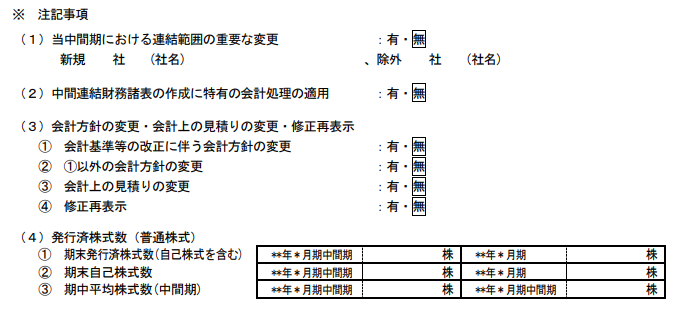 ※　注記事項
（１）当中間期における連結範囲の重要な変更　：有・無
新規　社　（社名）　、除外　社　（社名）
（２）中間連結財務諸表の作成に特有の会計処理の適用　：有・無
（３）会計方針の変更・会計上の見積りの変更・修正再表示
①　会計基準等の改正に伴う会計方針の変更　：有・無
②　①以外の会計方針の変更　：有・無
③　会計上の見積りの変更　：有・無
④　修正再表示　：有・無
（４）発行済株式数（普通株式）
①　期末発行済株式数（自己株式を含む）　**年＊月期中間期　株　**年＊月期　株
②　期末自己株式数　**年＊月期中間期　株　**年＊月期　株
③　期中平均株式数（中間期）　**年＊月期中間期　株　**年＊月期中間期　株